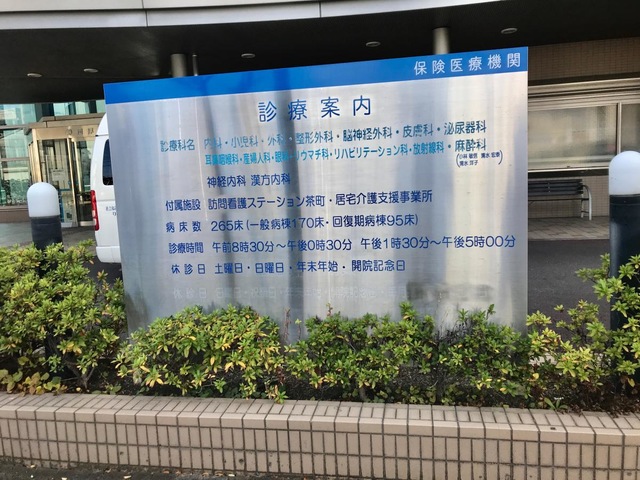 保険医療機関
診療案内
診療科名 内科・小児科・外科・整形外科・脳神経外科・皮膚科・泌尿器科
耳鼻咽喉科・産婦人科・眼科・リウマチ科・リハビリテーション科・放射線科・麻酔科
神経内科 漢方内科
付属施設 訪問看護ステーション茶町・居宅介護支援事業所
病床数 265床(一般病棟170床・回復期病棟95床)
診療時間 午前8時30分～午後0時30分 午後1時30分～午後5時00分
休診日 土曜日・日曜日・年末年始・開院記念日